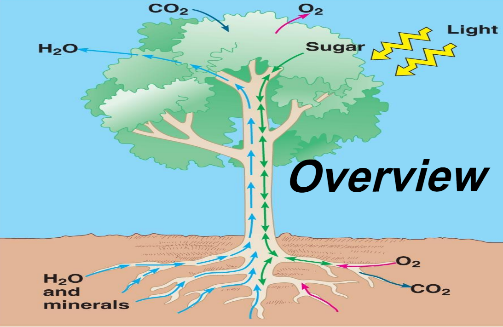 CO2
O2
Light
H2O
Sugar
Overview
O2
H2O
and
minerals
CO2